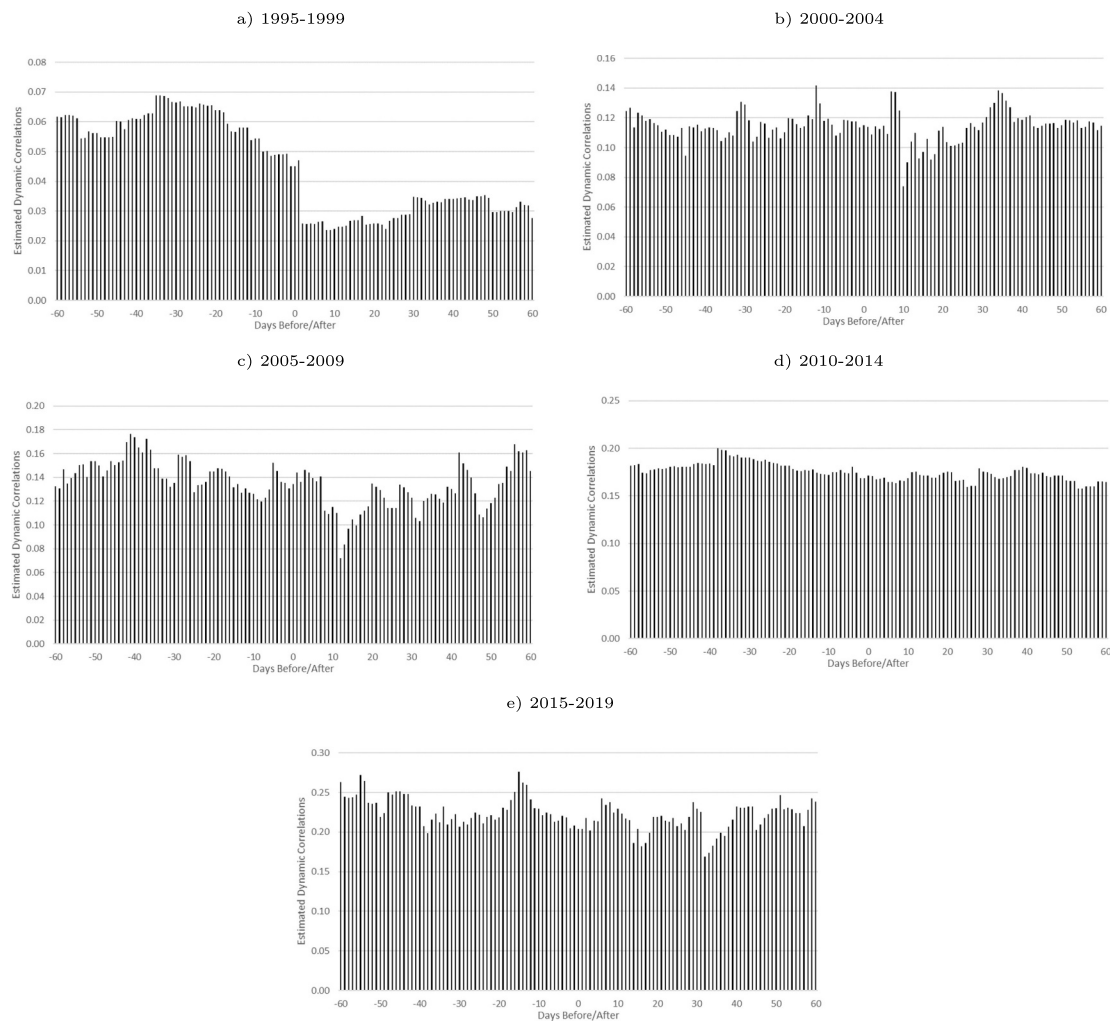 a) 1995-1999
0.08
0.07
0.06
0.05
0.04
0.03
0.02
0.01
0.00
Estimated Dynamic Correlations
-60 -50 -40 -30 -20 -10 0 10 20 30 40 50 60
Days Before/After
b) 2000-2004
0.16
0.14
0.12
0.10
0.08
0.06
0.04
0.02
0.00
Estimated Dynamic Correlations
-60 -50 -40 -30 -20 -10 0 10 20 30 40 50 60
Days Before/After
c) 2005-2009
0.20
0.18
0.16
0.14
0.12
0.10
0.08
0.06
0.04
0.02
0.00
Estimated Dynamic Correlations
-60 -50 -40 -30 -20 -10 0 10 20 30 40 50 60
Days Before/After
d) 2010-2014
0.25
0.20
0.15
0.10
0.05
0.00
Estimated Dynamic Correlations
-60 -50 -40 -30 -20 -10 0 10 20 30 40 50 60
Days Before/After
e) 2015-2019
0.30
0.25
0.20
0.15
0.10
0.05
0.00
Estimated Dynamic Correlations
-60 -50 -40 -30 -20 -10 0 10 20 30 40 50 60
Days Before/After